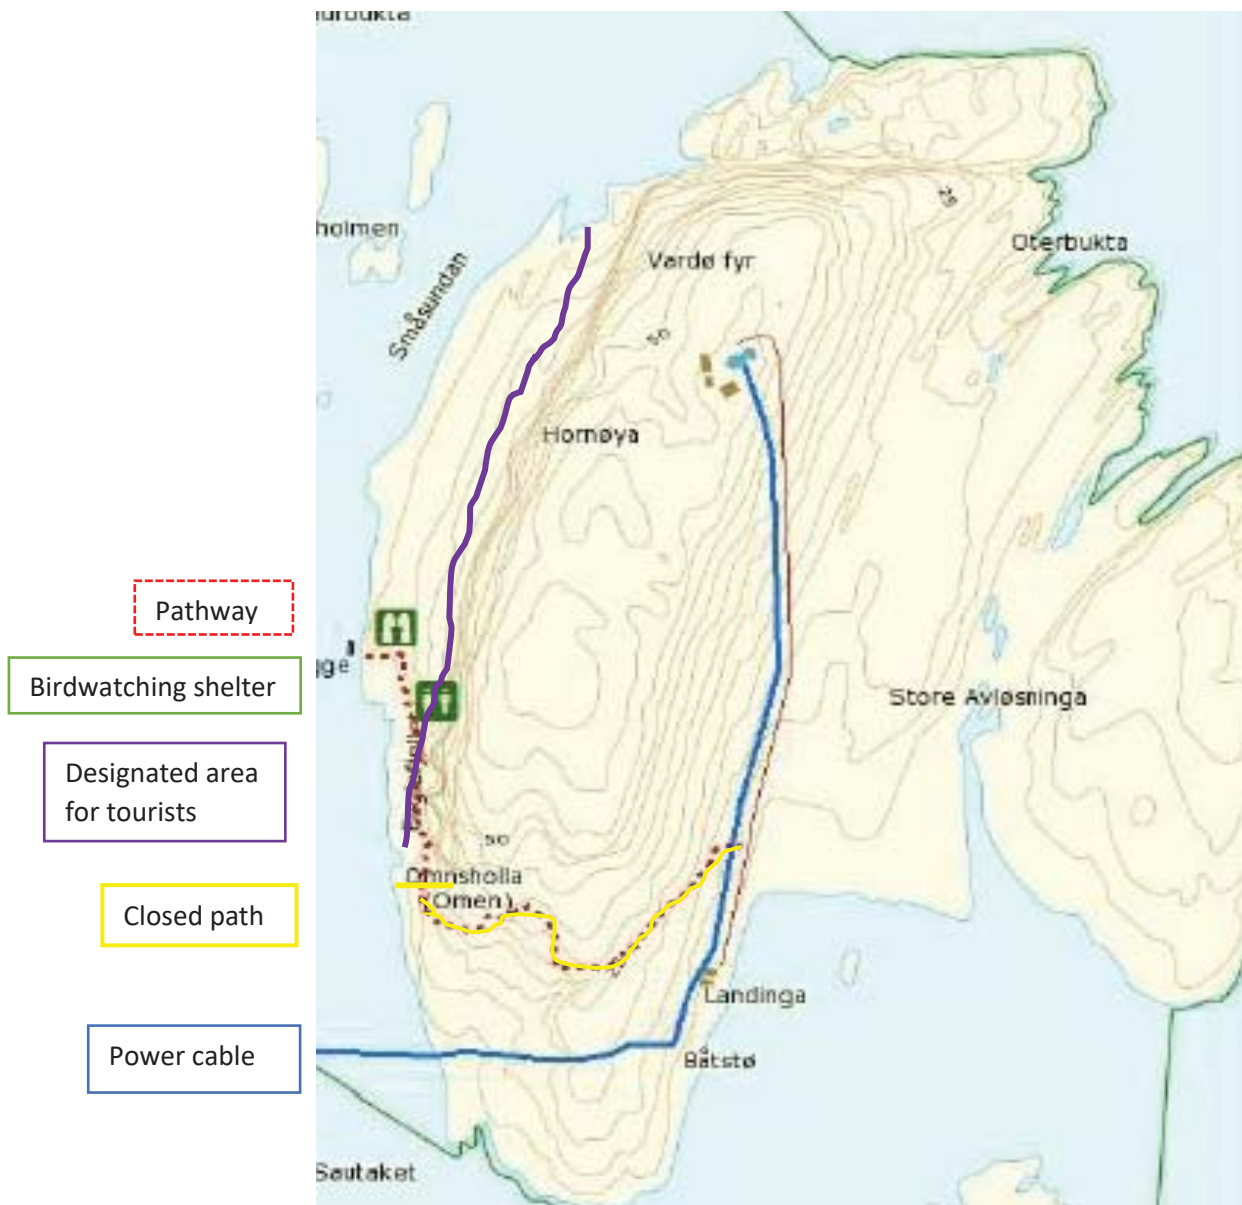 holmen
Småsundan
Vardø fyr
25
Oterbukta
50
Hornøya
Pathway
Birdwatching shelter
Store Avløsninga
Designated area
for tourists
50
Omnsholla
(Omen)
Closed path
Landinga
Power cable
Båtstø
Sautaket